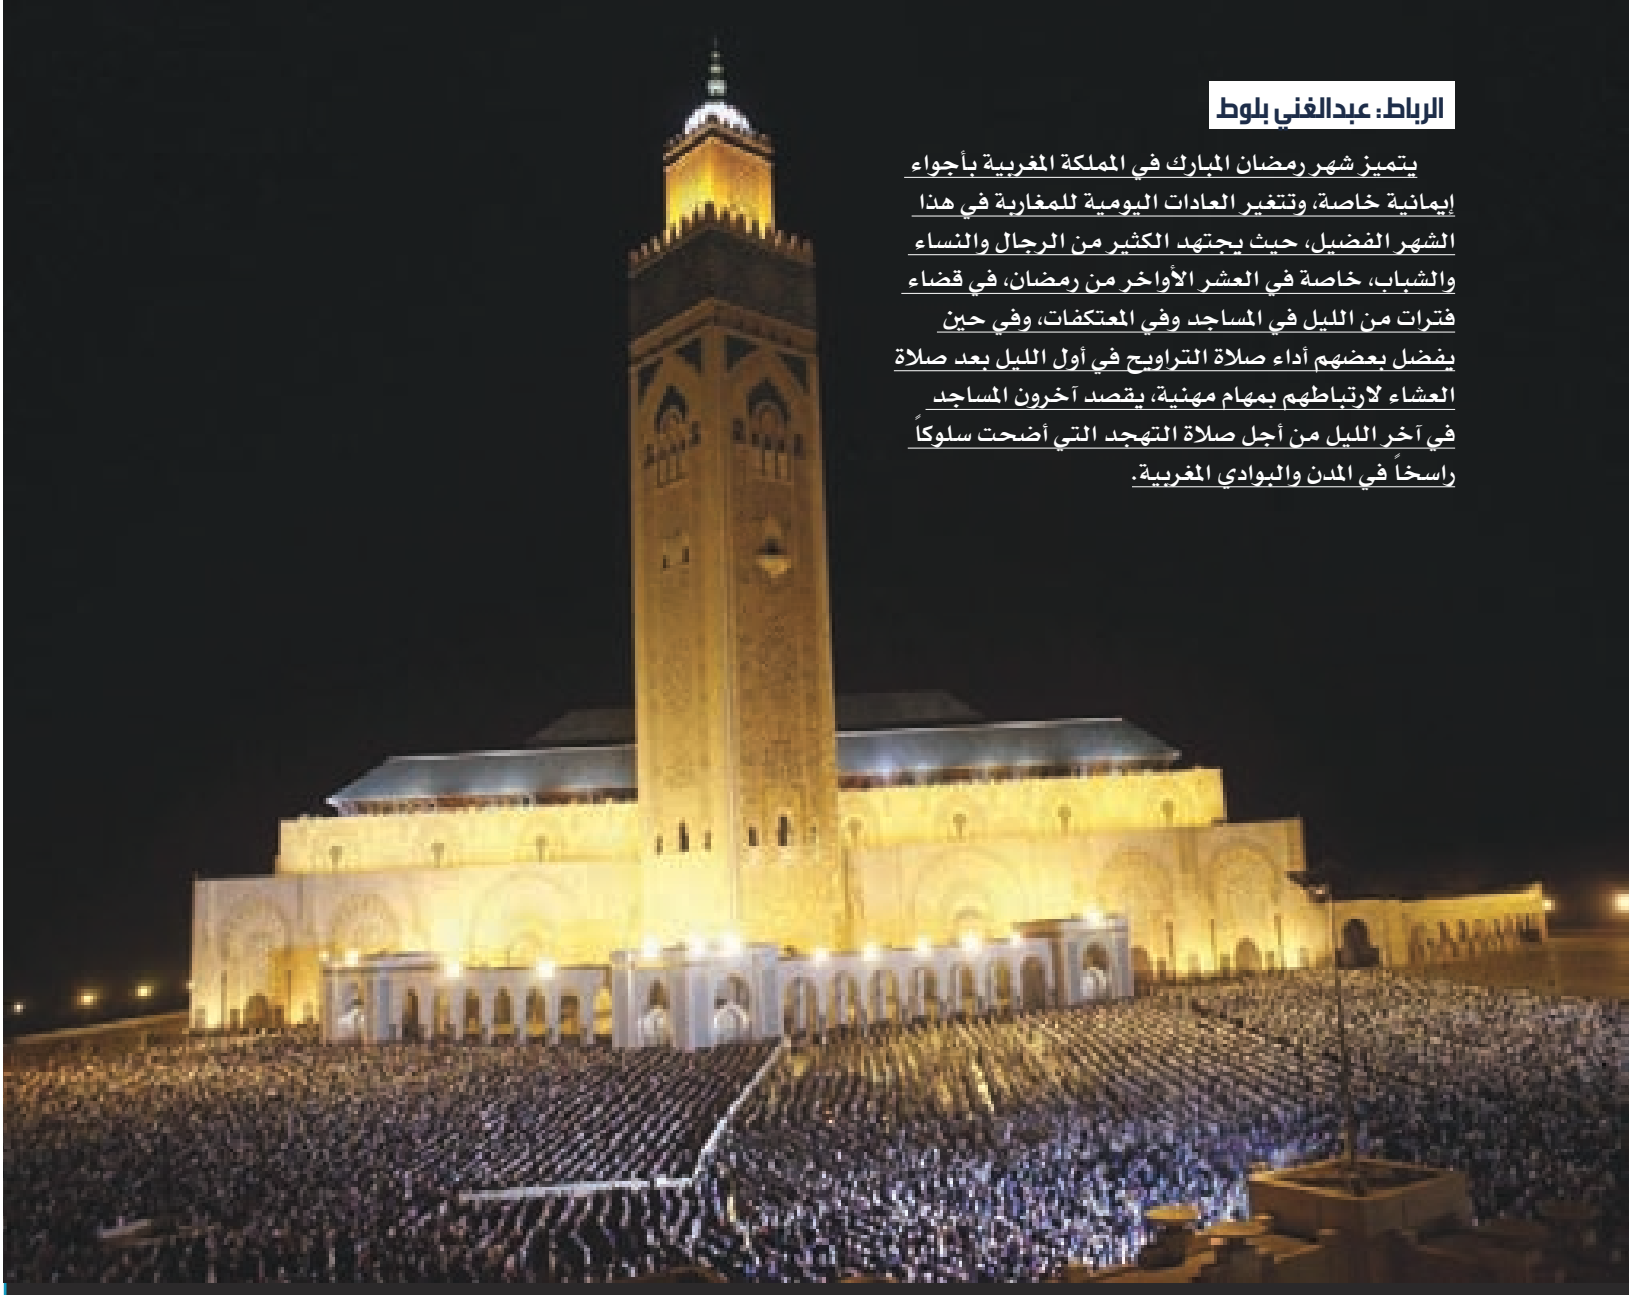 الرباط: عبدالغني بلوط
يتميز شهر رمضان المبارك في المملكة المغربية بأجواء
إيمانية خاصة، وتتغير العادات اليومية للمغاربة في هذا
الشهر الفضيل، حيث يجتهد الكثير من الرجال والنساء
والشباب، خاصة في العشر الأواخر من رمضان، في قضاء
فترات من الليل في المساجد وفي المعتكفات، وفي حين
يفضل بعضهم أداء صلاة التراويح في أول الليل بعد صلاة
العشاء لارتباطهم بمهام مهنية، يقصد آخرون المساجد
في آخر الليل من أجل صلاة التهجد التي أضحت سلوكاً
راسخاً في المدن والبوادي المغربية.